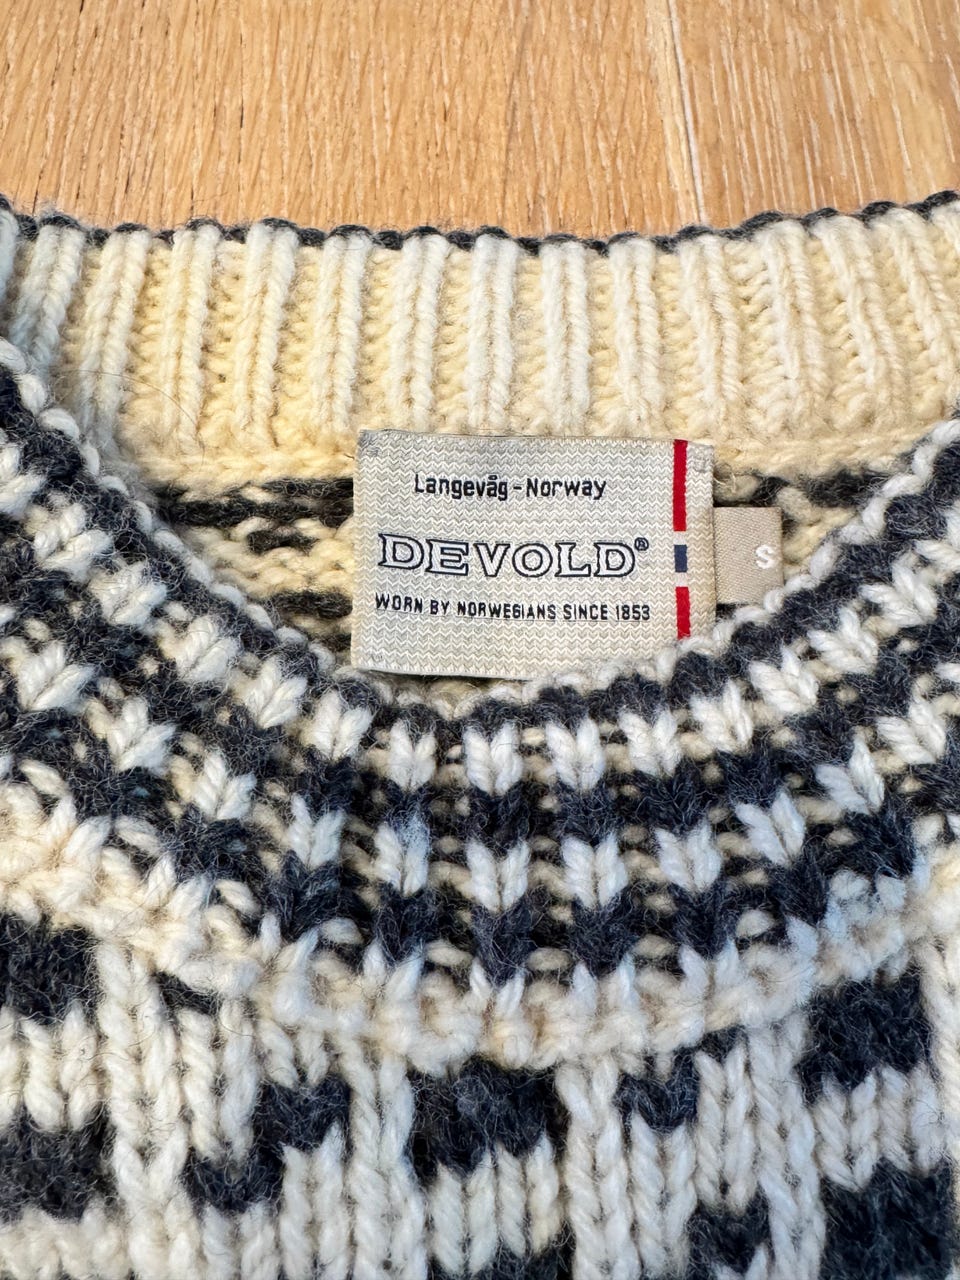 Langevåg - Norway
DEVOLD®
WORN BY NORWEGIANS SINCE 1853
S